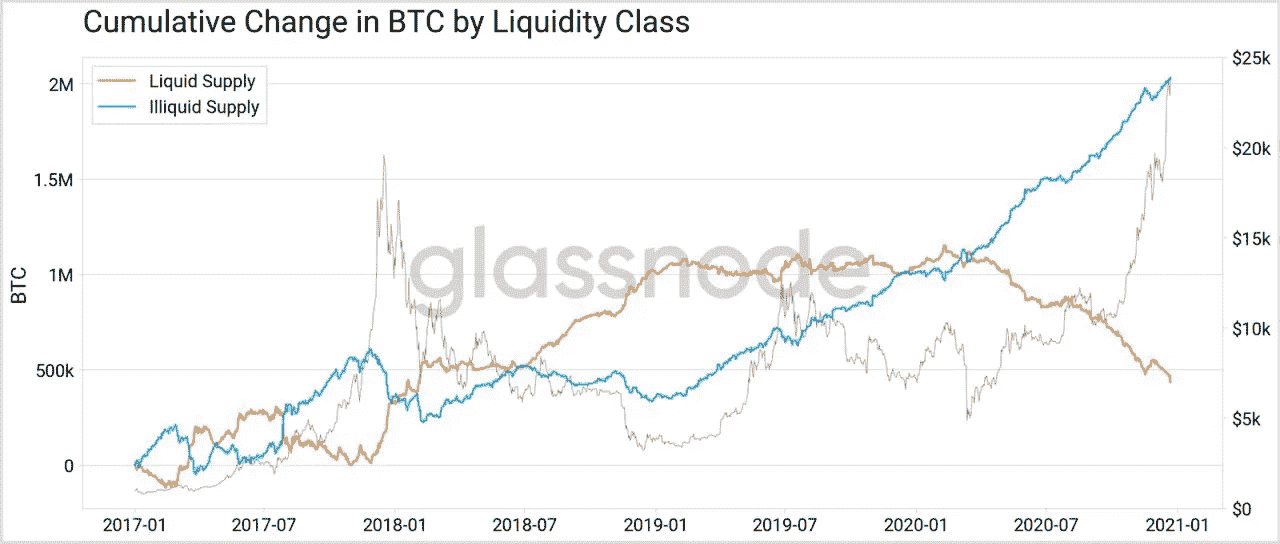 Cumulative Change in BTC by Liquidity Class
Liquid Supply
Illiquid Supply
2M
1.5M
1M
500k
0
BTC
$25k
$20k
$15k
$10k
$5k
$0
glassnode
2017-01
2017-07
2018-01
2018-07
2019-01
2019-07
2020-01
2020-07
2021-01